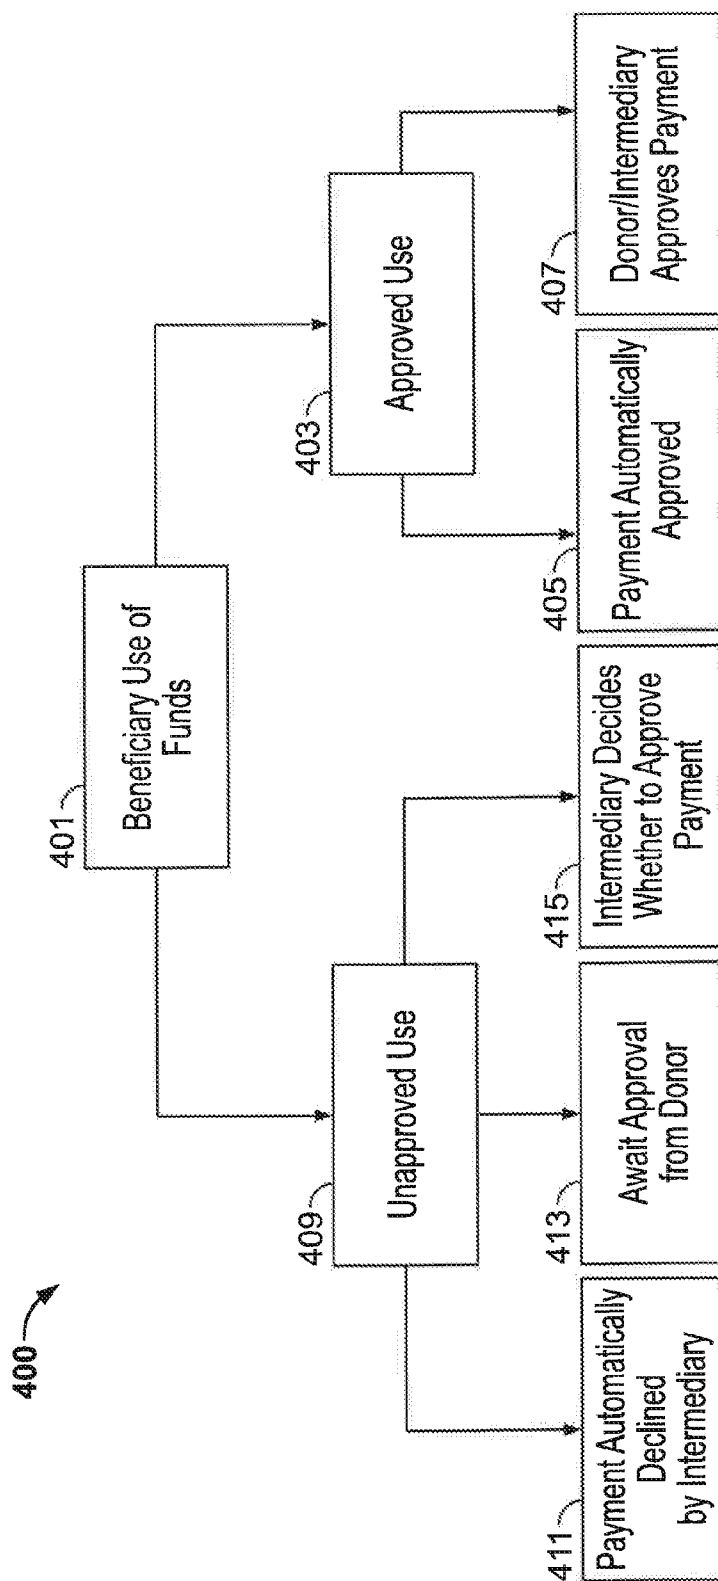 400
401
Beneficiary Use of
Funds
409
Unapproved Use
403
Approved Use
411
Payment Automatically
Declined
by Intermediary
413
Await Approval
from Donor
415
Intermediary Decides
Whether to Approve
Payment
405
Payment Automatically
Approved
407
Donor/Intermediary
Approves Payment